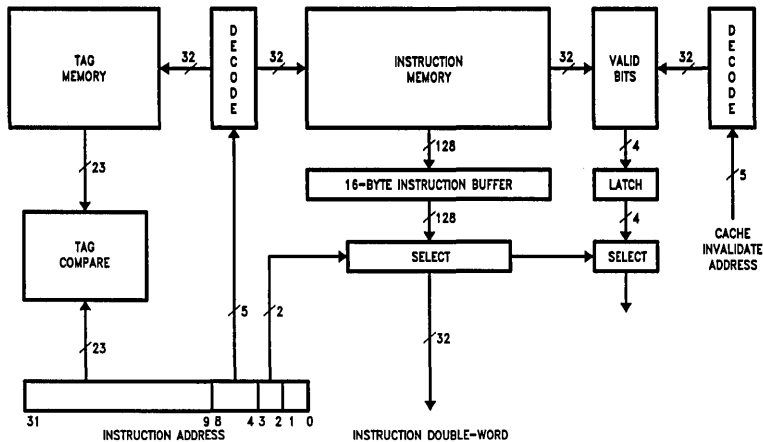 TAG
MEMORY
32
D
E
C
O
D
E
32
INSTRUCTION
MEMORY
32
VALID
BITS
32
D
E
C
O
D
E
23
128
4
5
16-BYTE INSTRUCTION BUFFER
LATCH
TAG
COMPARE
128
4
CACHE
INVALIDATE
ADDRESS
SELECT
SELECT
5
2
23
32
31
9 8
4 3
2 1
0
INSTRUCTION ADDRESS
INSTRUCTION DOUBLE-WORD